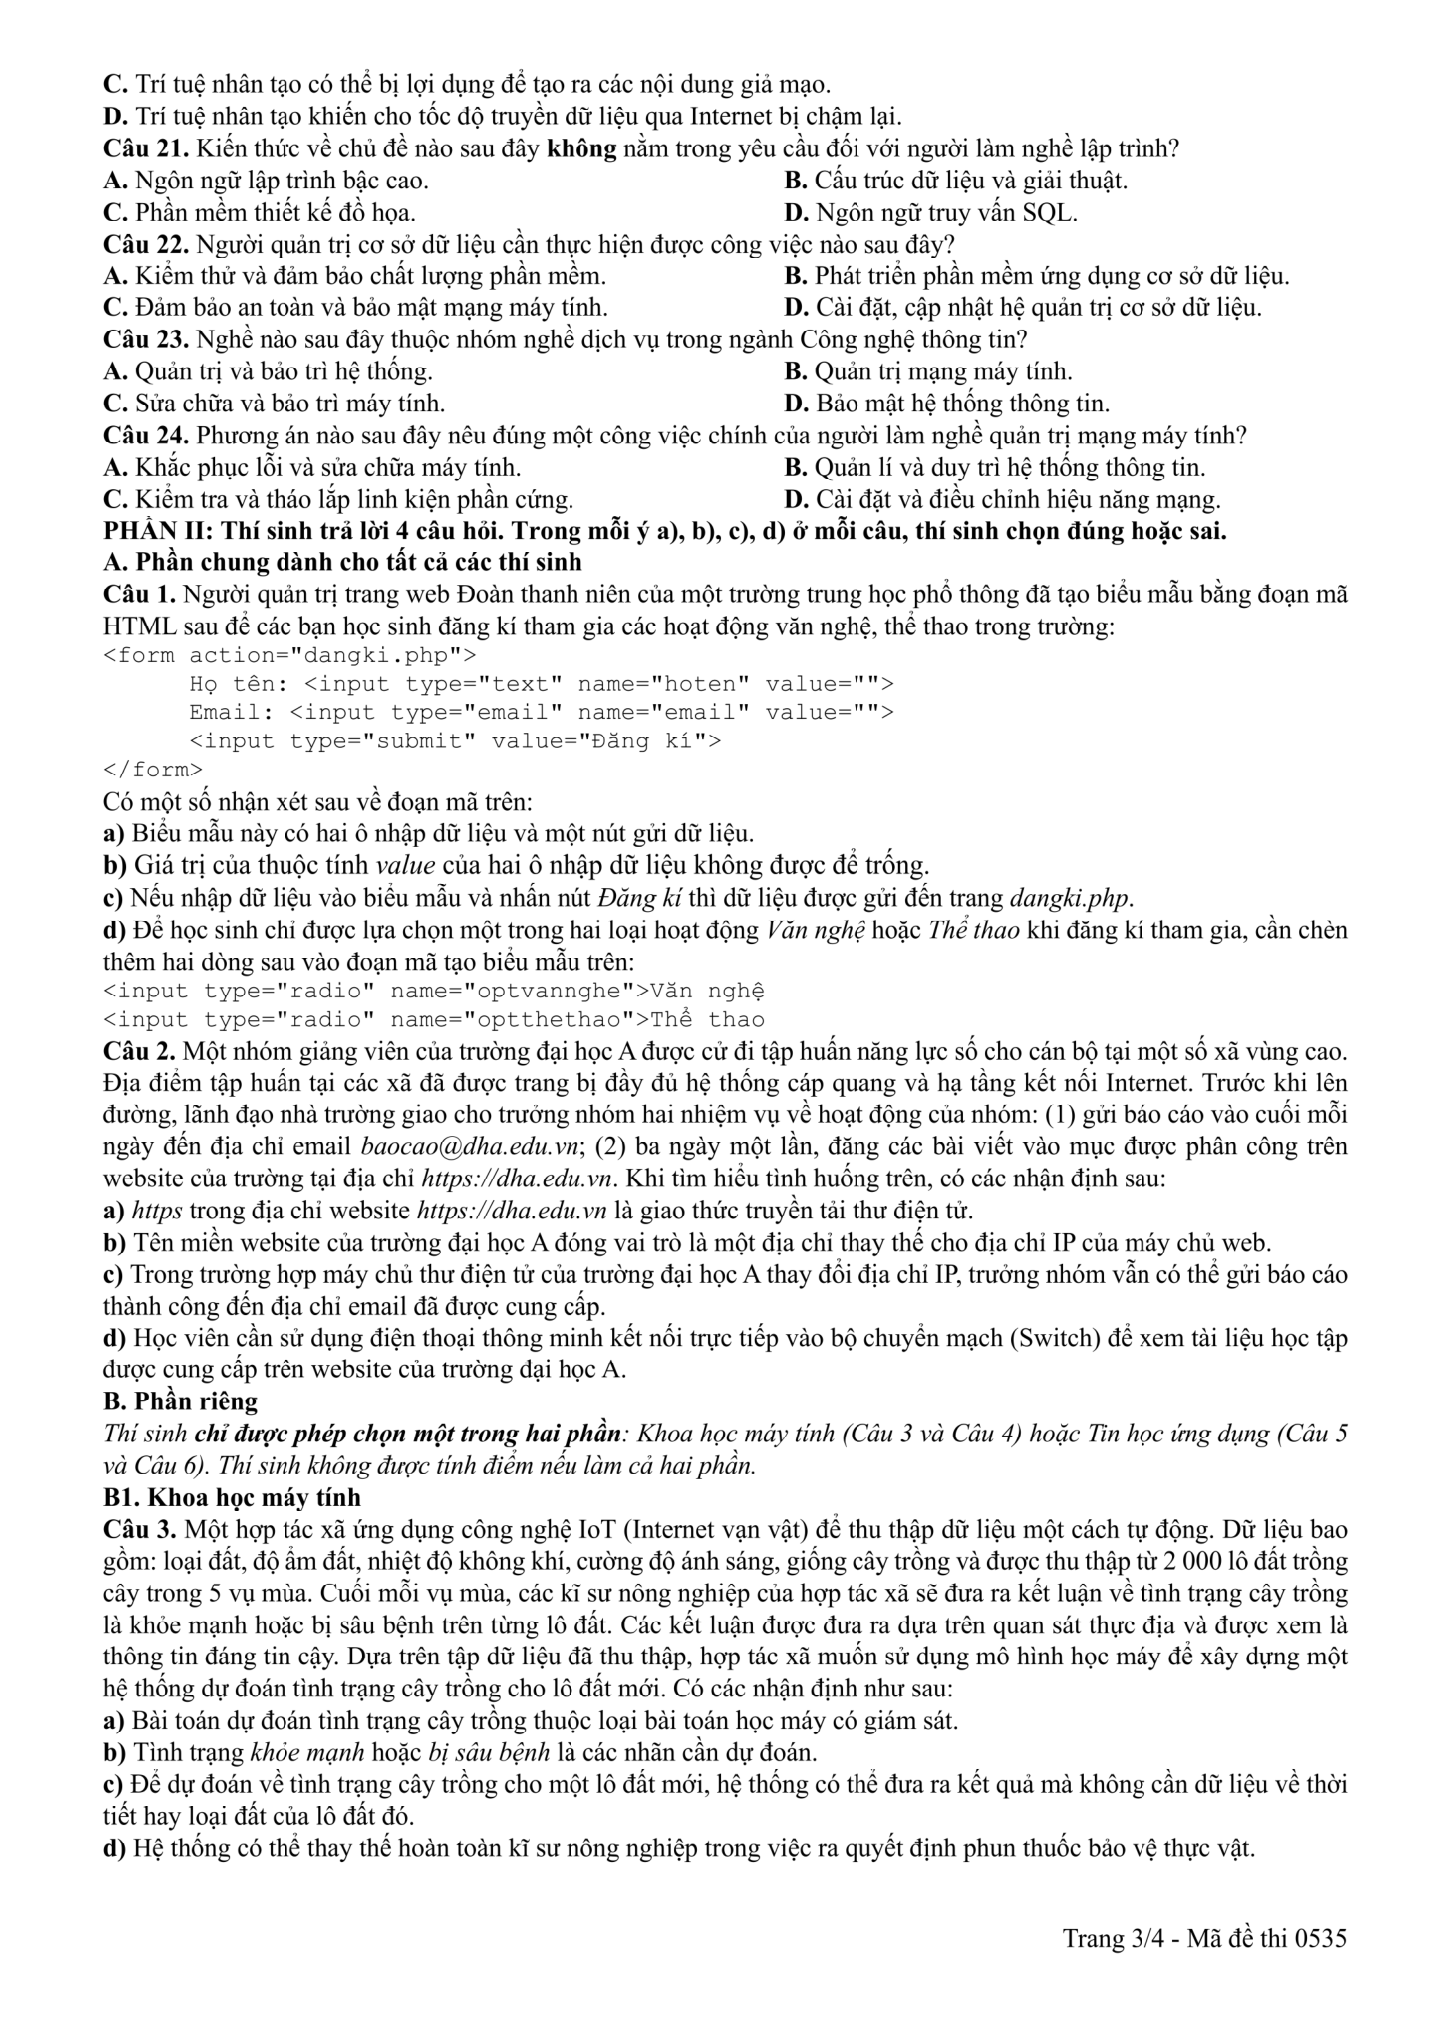 C. Trí tuệ nhân tạo có thể bị lợi dụng để tạo ra các nội dung giả mạo.
D. Trí tuệ nhân tạo khiến cho tốc độ truyền dữ liệu qua Internet bị chậm lại.
Câu 21. Kiến thức về chủ đề nào sau đây không nằm trong yêu cầu đối với người làm nghề lập trình?
A. Ngôn ngữ lập trình bậc cao. B. Cấu trúc dữ liệu và giải thuật.
C. Phần mềm thiết kế đồ họa. D. Ngôn ngữ truy vấn SQL.
Câu 22. Người quản trị cơ sở dữ liệu cần thực hiện được công việc nào sau đây?
A. Kiểm thử và đảm bảo chất lượng phần mềm. B. Phát triển phần mềm ứng dụng cơ sở dữ liệu.
C. Đảm bảo an toàn và bảo mật mạng máy tính. D. Cài đặt, cập nhật hệ quản trị cơ sở dữ liệu.
Câu 23. Nghề nào sau đây thuộc nhóm nghề dịch vụ trong ngành Công nghệ thông tin?
A. Quản trị và bảo trì hệ thống. B. Quản trị mạng máy tính.
C. Sửa chữa và bảo trì máy tính. D. Bảo mật hệ thống thông tin.
Câu 24. Phương án nào sau đây nêu đúng một công việc chính của người làm nghề quản trị mạng máy tính?
A. Khắc phục lỗi và sửa chữa máy tính. B. Quản lí và duy trì hệ thống thông tin.
C. Kiểm tra và tháo lắp linh kiện phần cứng. D. Cài đặt và điều chỉnh hiệu năng mạng.
PHẦN II: Thí sinh trả lời 4 câu hỏi. Trong mỗi ý a), b), c), d) ở mỗi câu, thí sinh chọn đúng hoặc sai.
A. Phần chung dành cho tất cả các thí sinh
Câu 1. Người quản trị trang web Đoàn thanh niên của một trường trung học phổ thông đã tạo biểu mẫu bằng đoạn mã
HTML sau để các bạn học sinh đăng kí tham gia các hoạt động văn nghệ, thể thao trong trường:
<form action="dangki.php">
Họ tên: <input type="text" name="hoten" value="">
Email: <input type="email" name="email" value="">
<input type="submit" value="Đăng kí">
</form>
Có một số nhận xét sau về đoạn mã trên:
a) Biểu mẫu này có hai ô nhập dữ liệu và một nút gửi dữ liệu.
b) Giá trị của thuộc tính value của hai ô nhập dữ liệu không được để trống.
c) Nếu nhập dữ liệu vào biểu mẫu và nhấn nút Đăng kí thì dữ liệu được gửi đến trang dangki.php.
d) Để học sinh chỉ được lựa chọn một trong hai loại hoạt động Văn nghệ hoặc Thể thao khi đăng kí tham gia, cần chèn
thêm hai dòng sau vào đoạn mã tạo biểu mẫu trên:
<input type="radio" name="optvannghe">Văn nghệ
<input type="radio" name="optthethao">Thể thao
Câu 2. Một nhóm giảng viên của trường đại học A được cử đi tập huấn năng lực số cho cán bộ tại một số xã vùng cao.
Địa điểm tập huấn tại các xã đã được trang bị đầy đủ hệ thống cáp quang và hạ tầng kết nối Internet. Trước khi lên
đường, lãnh đạo nhà trường giao cho trưởng nhóm hai nhiệm vụ về hoạt động của nhóm: (1) gửi báo cáo vào cuối mỗi
ngày đến địa chỉ email baocao@dha.edu.vn; (2) ba ngày một lần, đăng các bài viết vào mục được phân công trên
website của trường tại địa chỉ https://dha.edu.vn. Khi tìm hiểu tình huống trên, có các nhận định sau:
a) https trong địa chỉ website https://dha.edu.vn là giao thức truyền tải thư điện tử.
b) Tên miền website của trường đại học A đóng vai trò là một địa chỉ thay thế cho địa chỉ IP của máy chủ web.
c) Trong trường hợp máy chủ thư điện tử của trường đại học A thay đổi địa chỉ IP, trưởng nhóm vẫn có thể gửi báo cáo
thành công đến địa chỉ email đã được cung cấp.
d) Học viên cần sử dụng điện thoại thông minh kết nối trực tiếp vào bộ chuyển mạch (Switch) để xem tài liệu học tập
được cung cấp trên website của trường đại học A.
B. Phần riêng
Thí sinh chỉ được phép chọn một trong hai phần: Khoa học máy tính (Câu 3 và Câu 4) hoặc Tin học ứng dụng (Câu 5
và Câu 6). Thí sinh không được tính điểm nếu làm cả hai phần.
B1. Khoa học máy tính
Câu 3. Một hợp tác xã ứng dụng công nghệ IoT (Internet vạn vật) để thu thập dữ liệu một cách tự động. Dữ liệu bao
gồm: loại đất, độ ẩm đất, nhiệt độ không khí, cường độ ánh sáng, giống cây trồng và được thu thập từ 2 000 lô đất trồng
cây trong 5 vụ mùa. Cuối mỗi vụ mùa, các kĩ sư nông nghiệp của hợp tác xã sẽ đưa ra kết luận về tình trạng cây trồng
là khỏe mạnh hoặc bị sâu bệnh trên từng lô đất. Các kết luận được đưa ra dựa trên quan sát thực địa và được xem là
thông tin đáng tin cậy. Dựa trên tập dữ liệu đã thu thập, hợp tác xã muốn sử dụng mô hình học máy để xây dựng một
hệ thống dự đoán tình trạng cây trồng cho lô đất mới. Có các nhận định như sau:
a) Bài toán dự đoán tình trạng cây trồng thuộc loại bài toán học máy có giám sát.
b) Tình trạng khỏe mạnh hoặc bị sâu bệnh là các nhãn cần dự đoán.
c) Để dự đoán về tình trạng cây trồng cho một lô đất mới, hệ thống có thể đưa ra kết quả mà không cần dữ liệu về thời
tiết hay loại đất của lô đất đó.
d) Hệ thống có thể thay thế hoàn toàn kĩ sư nông nghiệp trong việc ra quyết định phun thuốc bảo vệ thực vật.
Trang 3/4 - Mã đề thi 0535